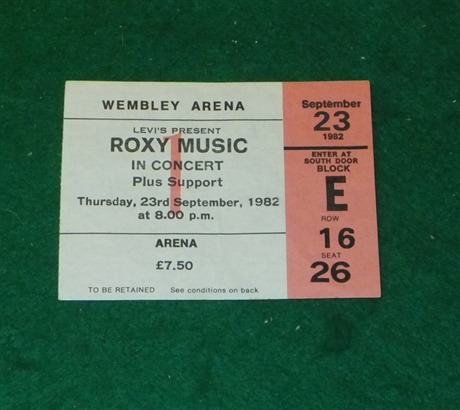 WEMBLEY ARENA
LEVI'S PRESENT
ROXY MUSIC
IN CONCERT
Plus Support
Thursday, 23rd September, 1982
at 8.00 p.m.
1
ARENA
£7.50
TO BE RETAINED See conditions on back
September
23
1982
ENTER AT
SOUTH DOOR
BLOCK
E
ROW
16
SEAT
26